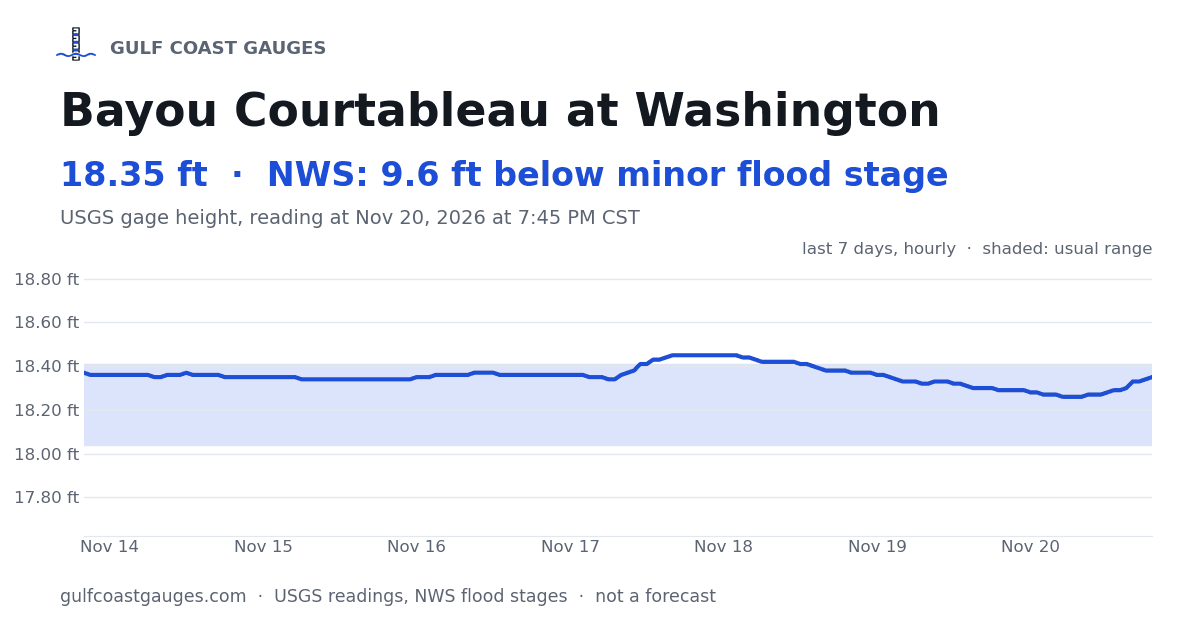 GULF COAST GAUGES
Bayou Courtableau at Washington
18.35 ft · NWS: 9.6 ft below minor flood stage
USGS gage height, reading at Nov 20, 2026 at 7:45 PM CST
last 7 days, hourly · shaded: usual range
18.80 ft
18.60 ft
18.40 ft
18.20 ft
18.00 ft
17.80 ft
Nov 14 Nov 15 Nov 16 Nov 17 Nov 18 Nov 19 Nov 20
gulfcoastgauges.com · USGS readings, NWS flood stages · not a forecast